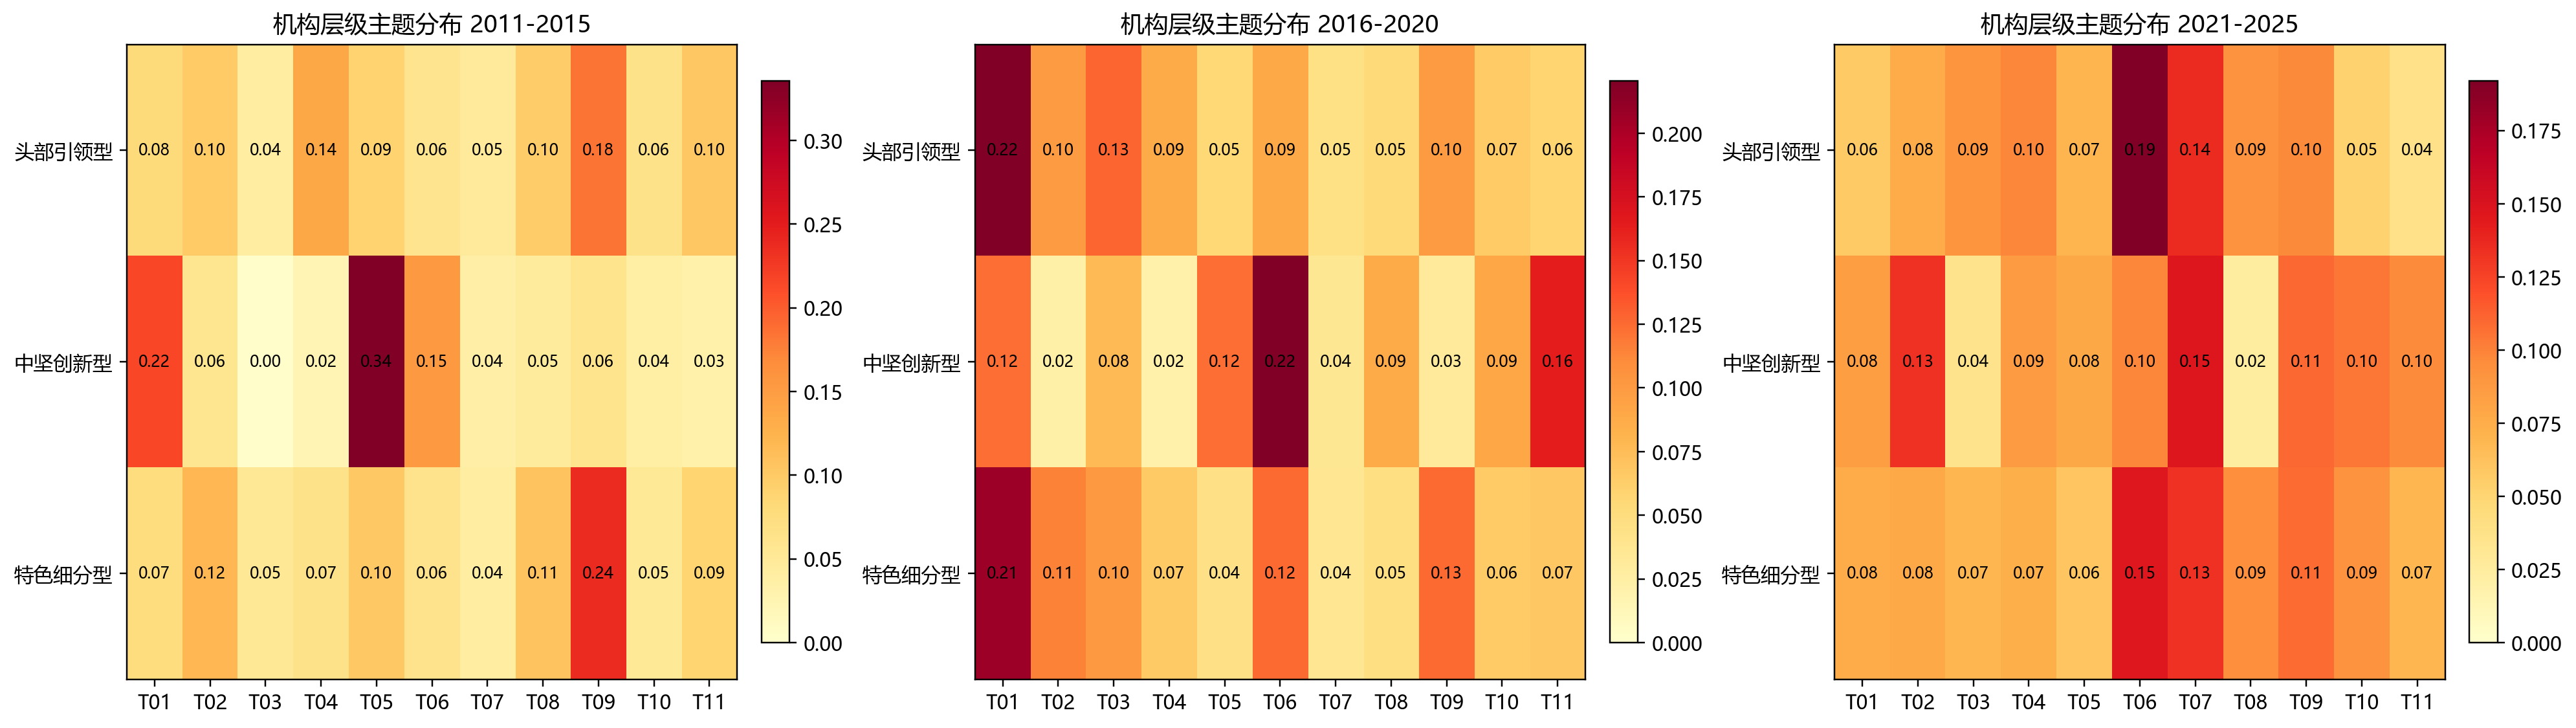 机构层级主题分布 2011-2015
头部引领型 0.08 0.10 0.04 0.14 0.09 0.06 0.05 0.10 0.18 0.06 0.10
中坚创新型 0.22 0.06 0.00 0.02 0.34 0.15 0.04 0.05 0.06 0.04 0.03
特色细分型 0.07 0.12 0.05 0.07 0.10 0.06 0.04 0.11 0.24 0.05 0.09
T01 T02 T03 T04 T05 T06 T07 T08 T09 T10 T11
0.30
0.25
0.20
0.15
0.10
0.05
0.00
机构层级主题分布 2016-2020
头部引领型 0.22 0.10 0.13 0.09 0.05 0.09 0.05 0.05 0.10 0.07 0.06
中坚创新型 0.12 0.02 0.08 0.02 0.12 0.22 0.04 0.09 0.03 0.09 0.16
特色细分型 0.21 0.11 0.10 0.07 0.04 0.12 0.04 0.05 0.13 0.06 0.07
T01 T02 T03 T04 T05 T06 T07 T08 T09 T10 T11
0.200
0.175
0.150
0.125
0.100
0.075
0.050
0.025
0.000
机构层级主题分布 2021-2025
头部引领型 0.06 0.08 0.09 0.10 0.07 0.19 0.14 0.09 0.10 0.05 0.04
中坚创新型 0.08 0.13 0.04 0.09 0.08 0.10 0.15 0.02 0.11 0.10 0.10
特色细分型 0.08 0.08 0.07 0.07 0.06 0.15 0.13 0.09 0.11 0.09 0.07
T01 T02 T03 T04 T05 T06 T07 T08 T09 T10 T11
0.175
0.150
0.125
0.100
0.075
0.050
0.025
0.000